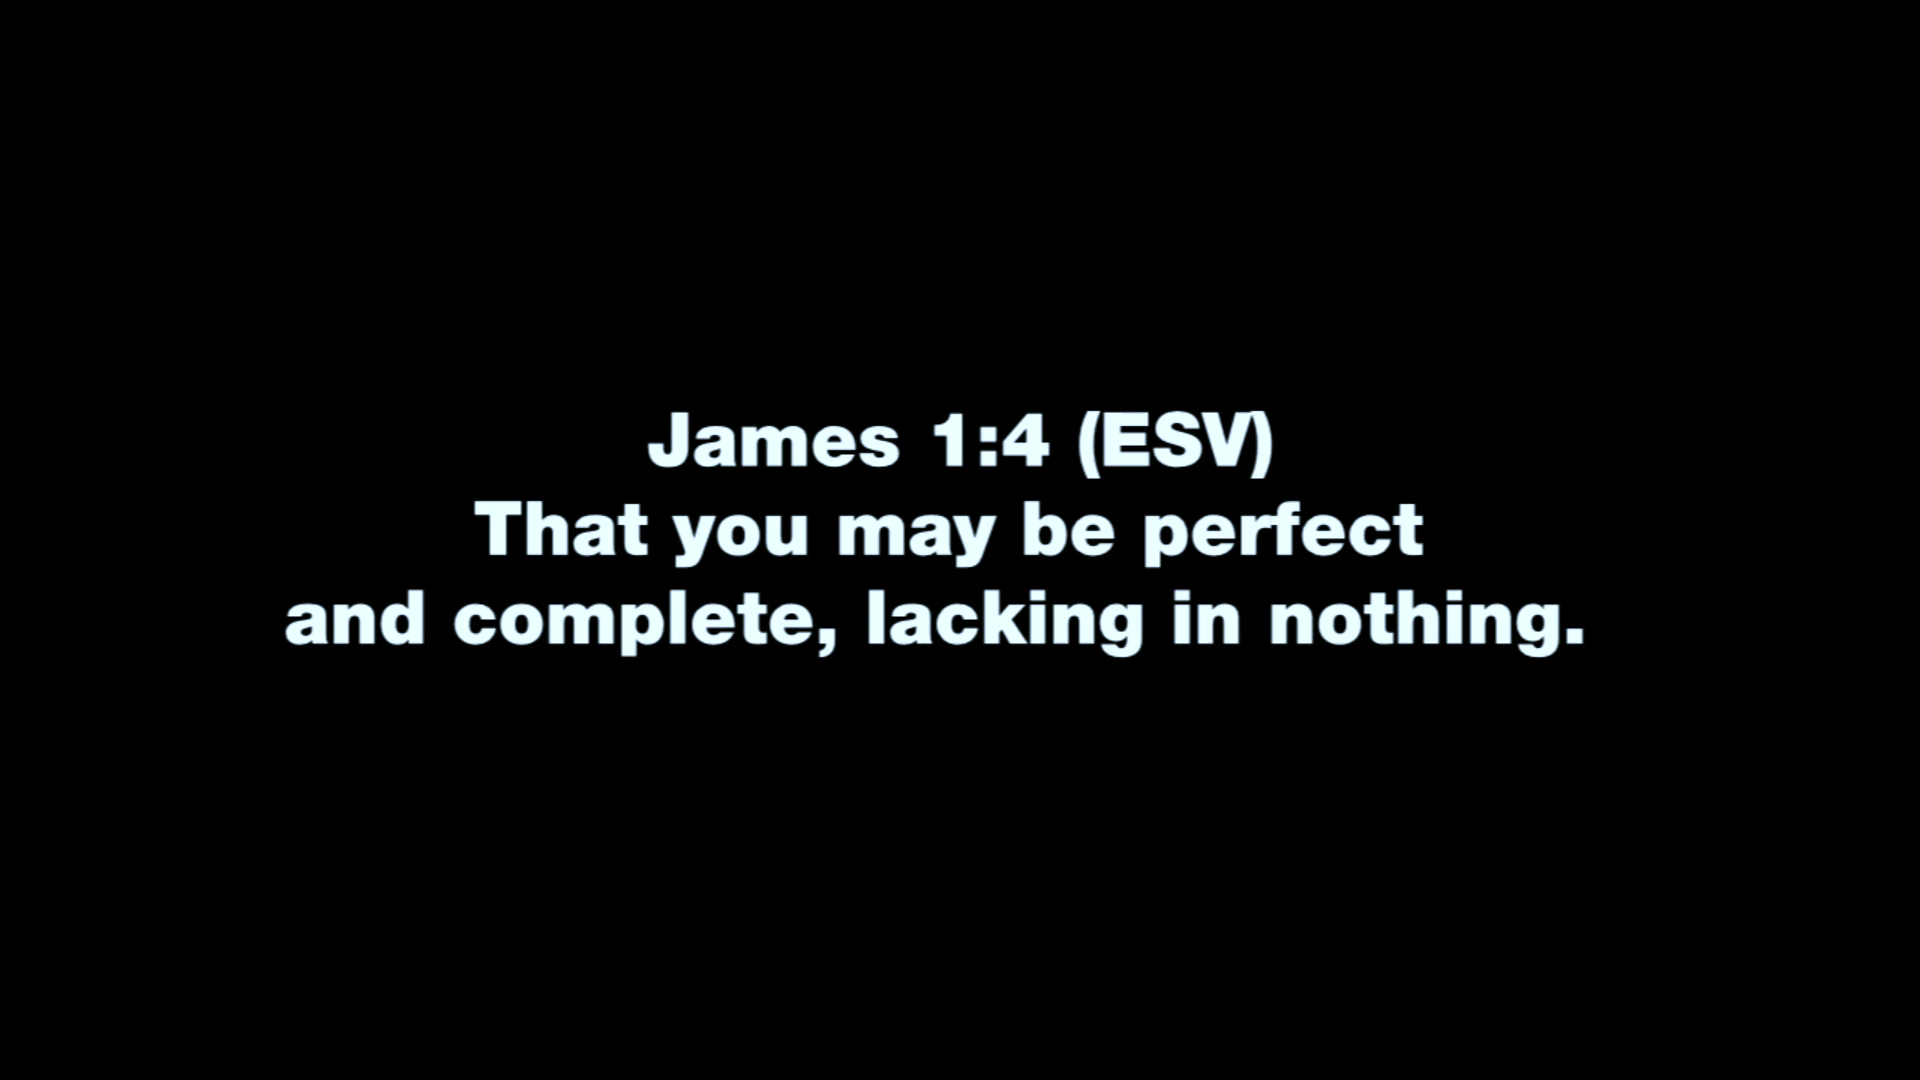 James 1:4 (ESV)
That you may be perfect
and complete, lacking in nothing.